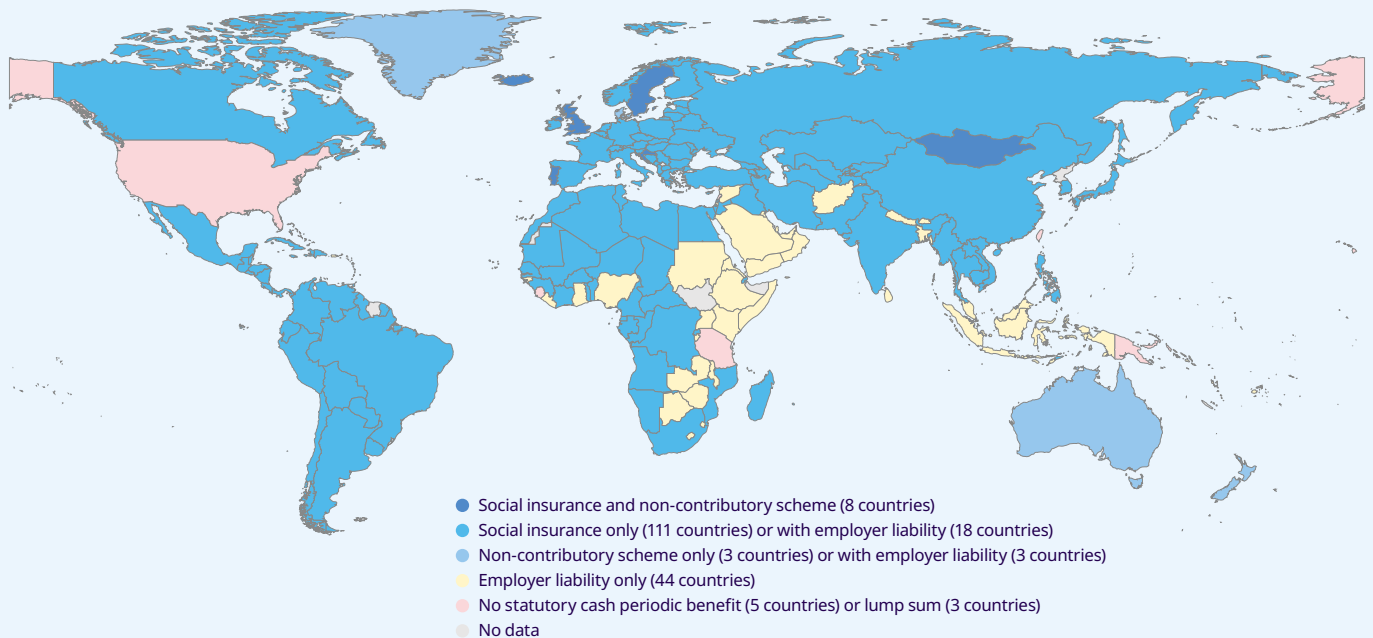 Social insurance and non-contributory scheme (8 countries)
Social insurance only (111 countries) or with employer liability (18 countries)
Non-contributory scheme only (3 countries) or with employer liability (3 countries)
Employer liability only (44 countries)
No statutory cash periodic benefit (5 countries) or lump sum (3 countries)
No data